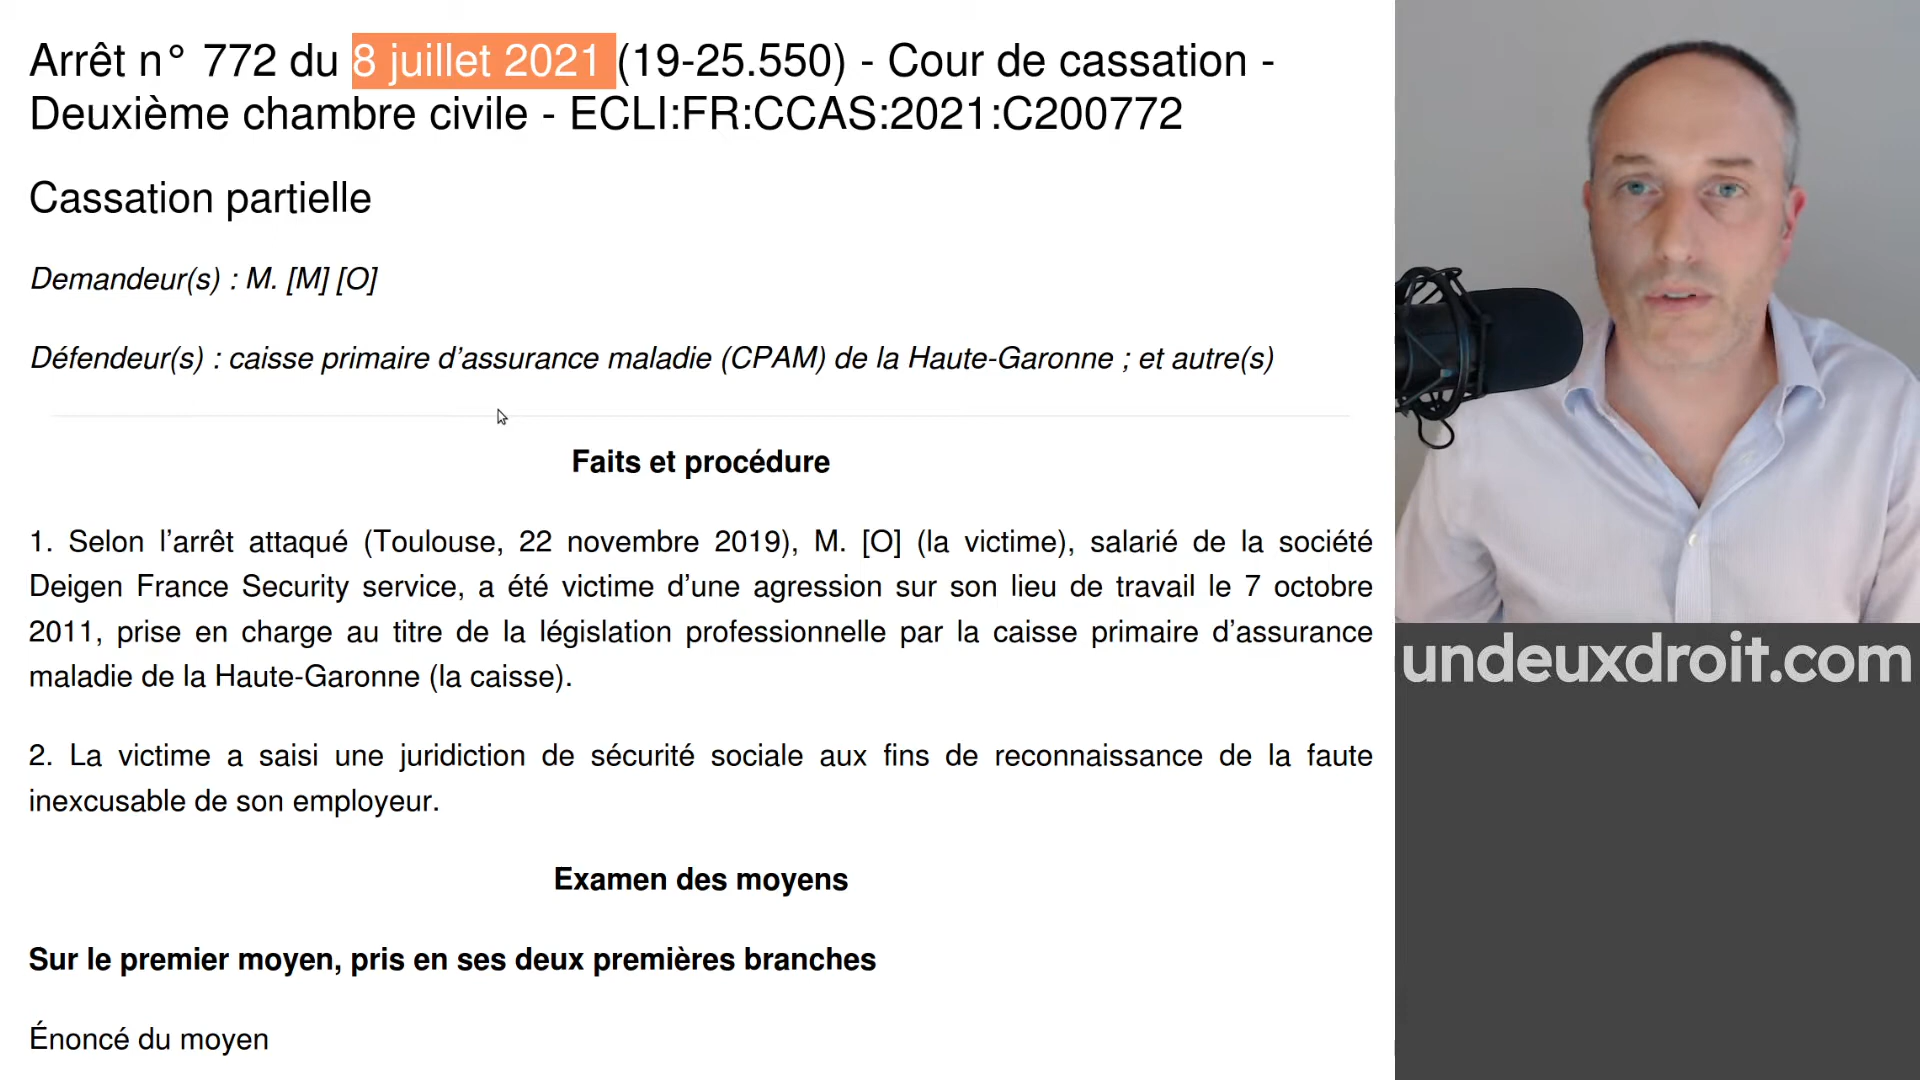 Arrêt n° 772 du 8 juillet 2021 (19-25.550) - Cour de cassation -
Deuxième chambre civile - ECLI:FR:CCAS:2021:C200772
Cassation partielle
Demandeur(s) : M. [M] [O]
Défendeur(s) : caisse primaire d’assurance maladie (CPAM) de la Haute-Garonne ; et autre(s)
Faits et procédure
1. Selon l’arrêt attaqué (Toulouse, 22 novembre 2019), M. [O] (la victime), salarié de la société
Deigen France Security service, a été victime d’une agression sur son lieu de travail le 7 octobre
2011, prise en charge au titre de la législation professionnelle par la caisse primaire d’assurance
maladie de la Haute-Garonne (la caisse).
2. La victime a saisi une juridiction de sécurité sociale aux fins de reconnaissance de la faute
inexcusable de son employeur.
Examen des moyens
Sur le premier moyen, pris en ses deux premières branches
Énoncé du moyen
undeuxdroit.com